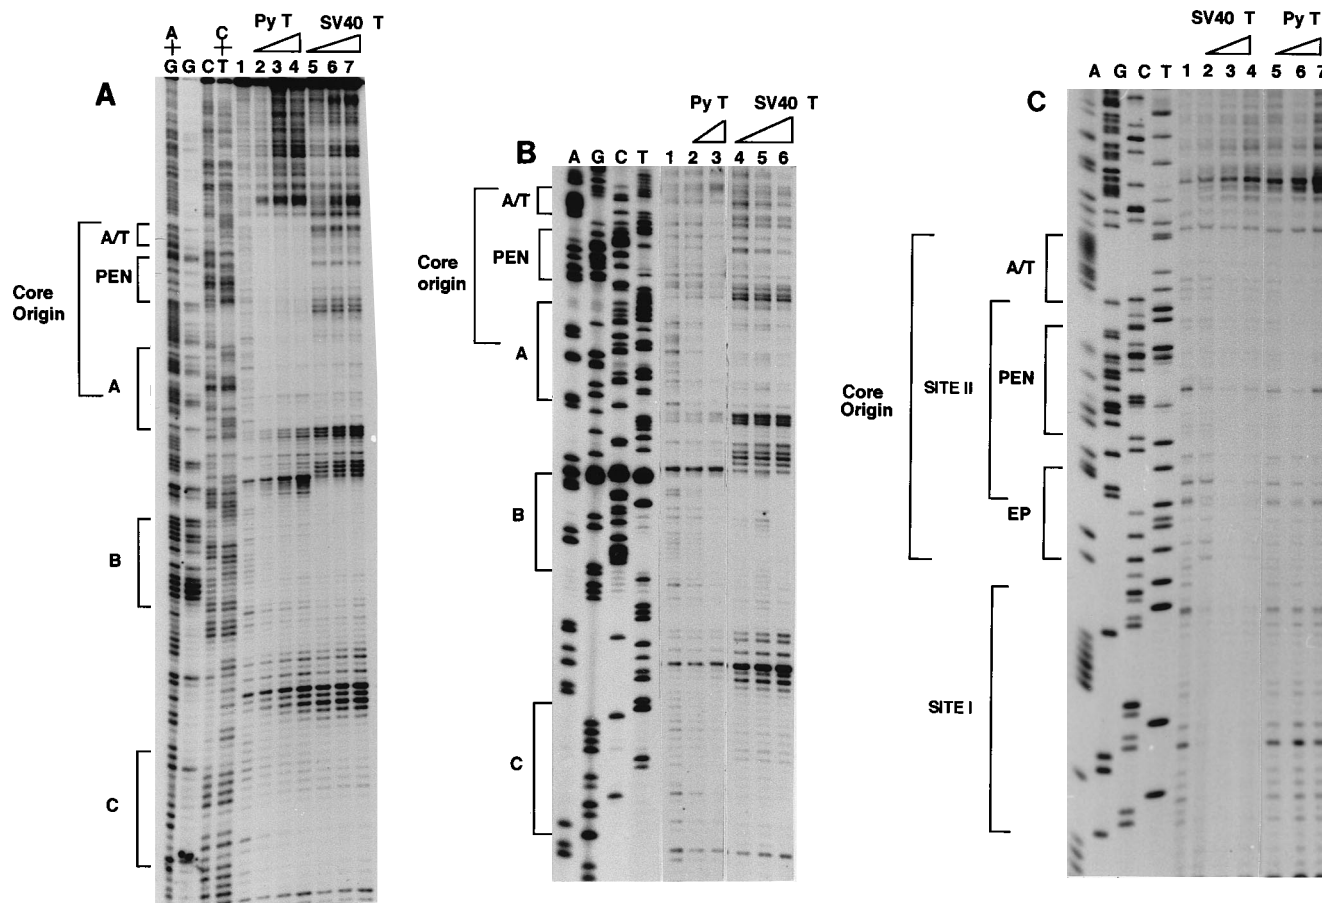 A
A
+
G G C
C
+
T 1 2 3 4 5 6 7
Py T
SV40 T
A/T
PEN
Core
Origin
A
B
C
B
Py T
SV40 T
A G C T 1 2 3 4 5 6
A/T
PEN
Core
origin
A
B
C
C
SV40 T
Py T
A G C T 1 2 3 4 5 6 7
A/T
PEN
SITE II
Core
Origin
EP
SITE I